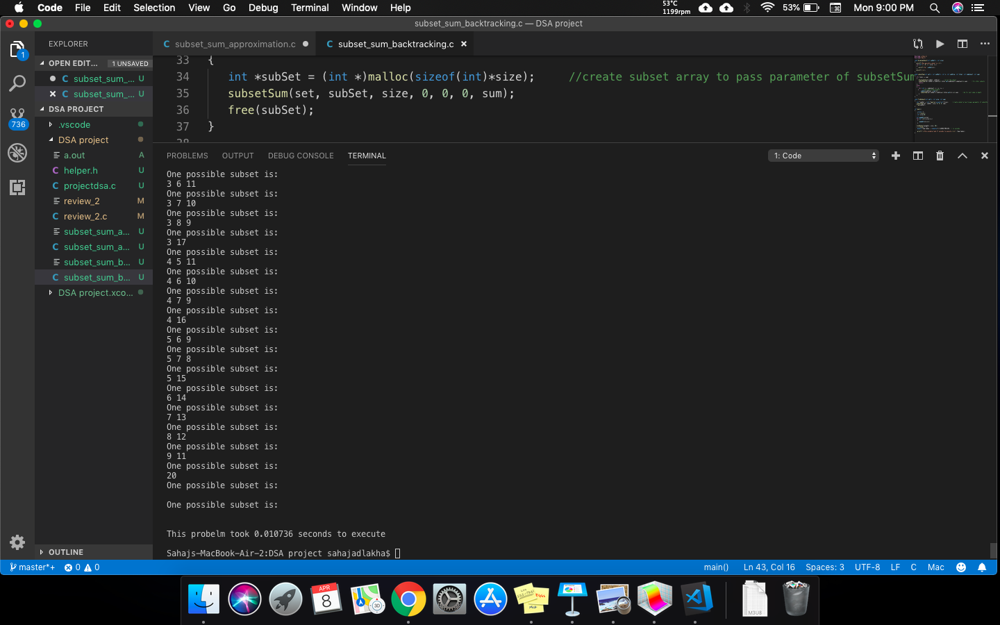 Code File Edit Selection View Go Debug Terminal Window Help 53°C 1199rpm 53% Mon 9:00 PM
subset_sum_backtracking.c — DSA project
EXPLORER
subset_sum_approximation.c
subset_sum_backtracking.c
OPEN EDIT... 1 UNSAVED
subset_sum_... U
subset_sum_... U
DSA PROJECT
.vscode
DSA project
a.out A
helper.h U
projectdsa.c U
review_2 M
review_2.c M
subset_sum_a... U
subset_sum_a... U
subset_sum_b... U
subset_sum_b... U
DSA project.xco...
OUTLINE
1
736
33 {
34 int *subSet = (int *)malloc(sizeof(int)*size); //create subset array to pass parameter of subsetSum
35 subsetSum(set, subSet, size, 0, 0, 0, sum);
36 free(subSet);
37 }
38
PROBLEMS OUTPUT DEBUG CONSOLE TERMINAL 1: Code
One possible subset is:
3 6 11
One possible subset is:
3 7 10
One possible subset is:
3 8 9
One possible subset is:
3 17
One possible subset is:
4 5 11
One possible subset is:
4 6 10
One possible subset is:
4 7 9
One possible subset is:
4 16
One possible subset is:
5 6 9
One possible subset is:
5 7 8
One possible subset is:
5 15
One possible subset is:
6 14
One possible subset is:
7 13
One possible subset is:
8 12
One possible subset is:
9 11
One possible subset is:
20
One possible subset is:
One possible subset is:
This probelm took 0.010736 seconds to execute
Sahajs-MacBook-Air-2:DSA project sahajadlakha$
master*+ 0 0 main() Ln 43, Col 16 Spaces: 3 UTF-8 LF C Mac
APR
8
3D
M3U8